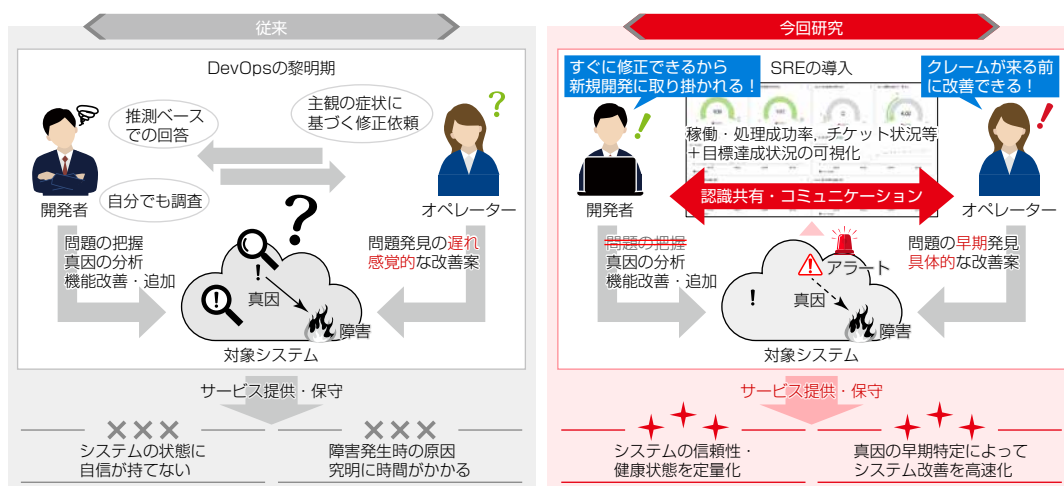 従来
DevOpsの黎明期
推測ベース
での回答
主観の症状に
基づく修正依頼
自分でも調査
開発者
オペレーター
問題の把握
真因の分析
機能改善・追加
問題発見の遅れ
感覚的な改善案
真因
障害
対象システム
サービス提供・保守
システムの状態に
自信が持てない
障害発生時の原因
究明に時間がかかる
今回研究
すぐに修正できるから
新規開発に取り掛かれる!
SREの導入
クレームが来る前
に改善できる!
稼働・処理成功率,チケット状況等
+目標達成状況の可視化
認識共有・コミュニケーション
開発者
オペレーター
問題の把握
真因の分析
機能改善・追加
問題の早期発見
具体的な改善案
アラート
真因
障害
対象システム
サービス提供・保守
システムの信頼性・
健康状態を定量化
真因の早期特定によって
システム改善を高速化